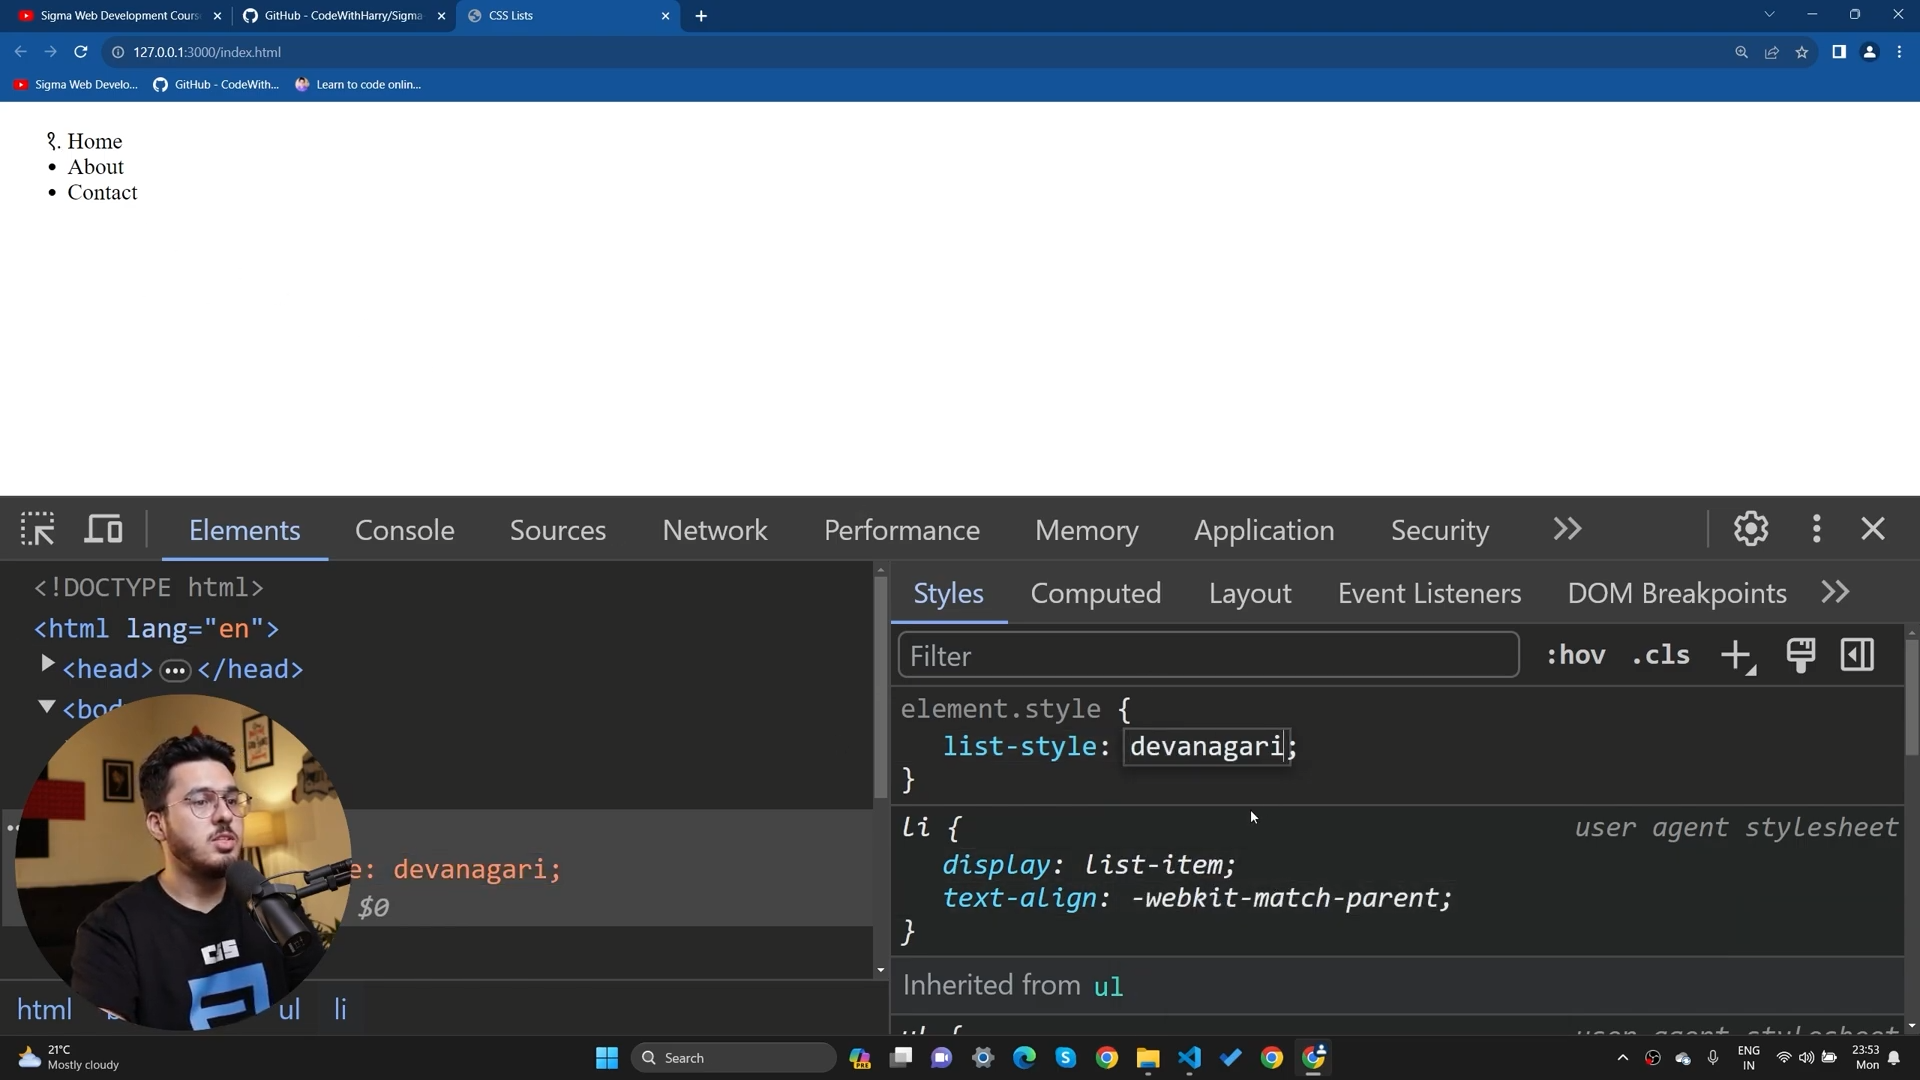 Sigma Web Development Cours
GitHub - CodeWithHarry/Sigma-
CSS Lists
127.0.0.1:3000/index.html
Sigma Web Develo...
GitHub - CodeWith...
Learn to code onlin...
१. Home
• About
• Contact
Elements Console Sources Network Performance Memory Application Security
<!DOCTYPE html>
<html lang="en">
<head> ... </head>
<bod
e: devanagari;
$0
html
ul
li
Styles Computed Layout Event Listeners DOM Breakpoints
Filter
:hov .cls
element.style {
list-style: devanagari;
}
li {
user agent stylesheet
display: list-item;
text-align: -webkit-match-parent;
}
Inherited from ul
21°C
Mostly cloudy
Search
PRE
ENG
IN
23:53
Mon